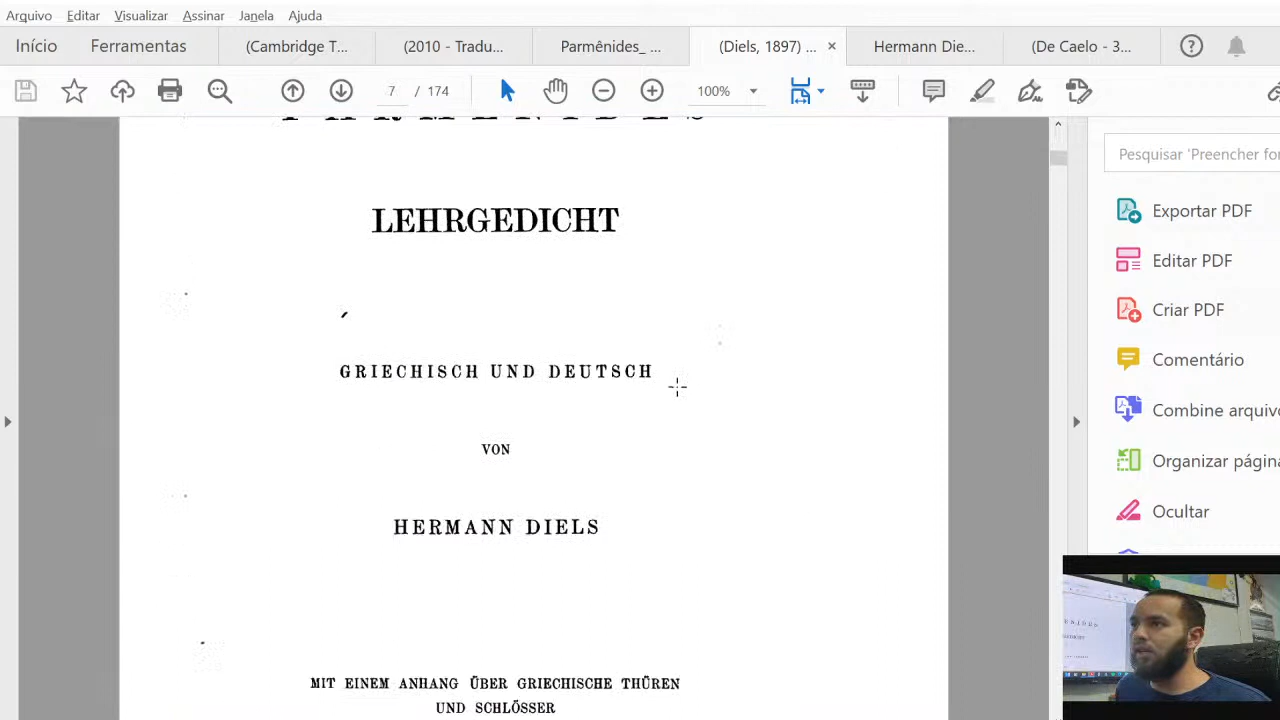 Arquivo Editar Visualizar Assinar Janela Ajuda
Início Ferramentas (Cambridge T... (2010 - Tradu... Parmênides_ ... (Diels, 1897) ... × Hermann Die... (De Caelo - 3...
7 / 174 100%
LEHRGEDICHT
GRIECHISCH UND DEUTSCH
VON
HERMANN DIELS
MIT EINEM ANHANG ÜBER GRIECHISCHE THÜREN
UND SCHLÖSSER
Pesquisar 'Preencher for
Exportar PDF
Editar PDF
Criar PDF
Comentário
Combine arquivo
Organizar página
Ocultar